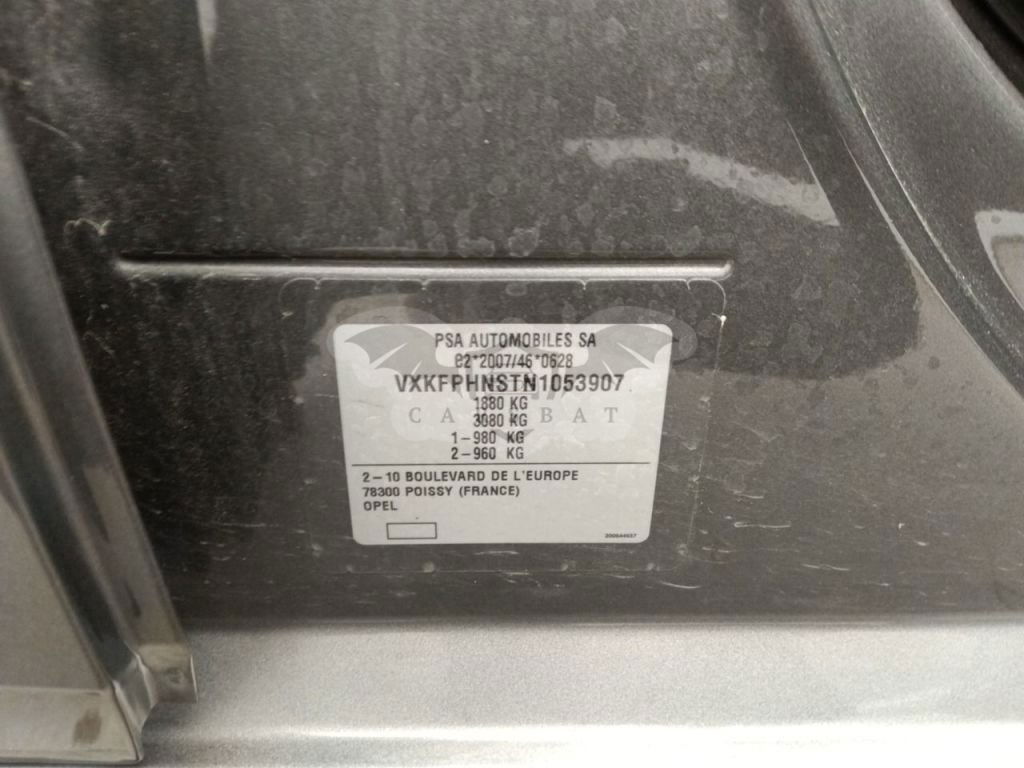 PSA AUTOMOBILES SA
e2*2007/46*0628
VXKFPHNSTN1053907
1880 KG
3080 KG
1-980 KG
2-960 KG
2-10 BOULEVARD DE L'EUROPE
78300 POISSY (FRANCE)
OPEL